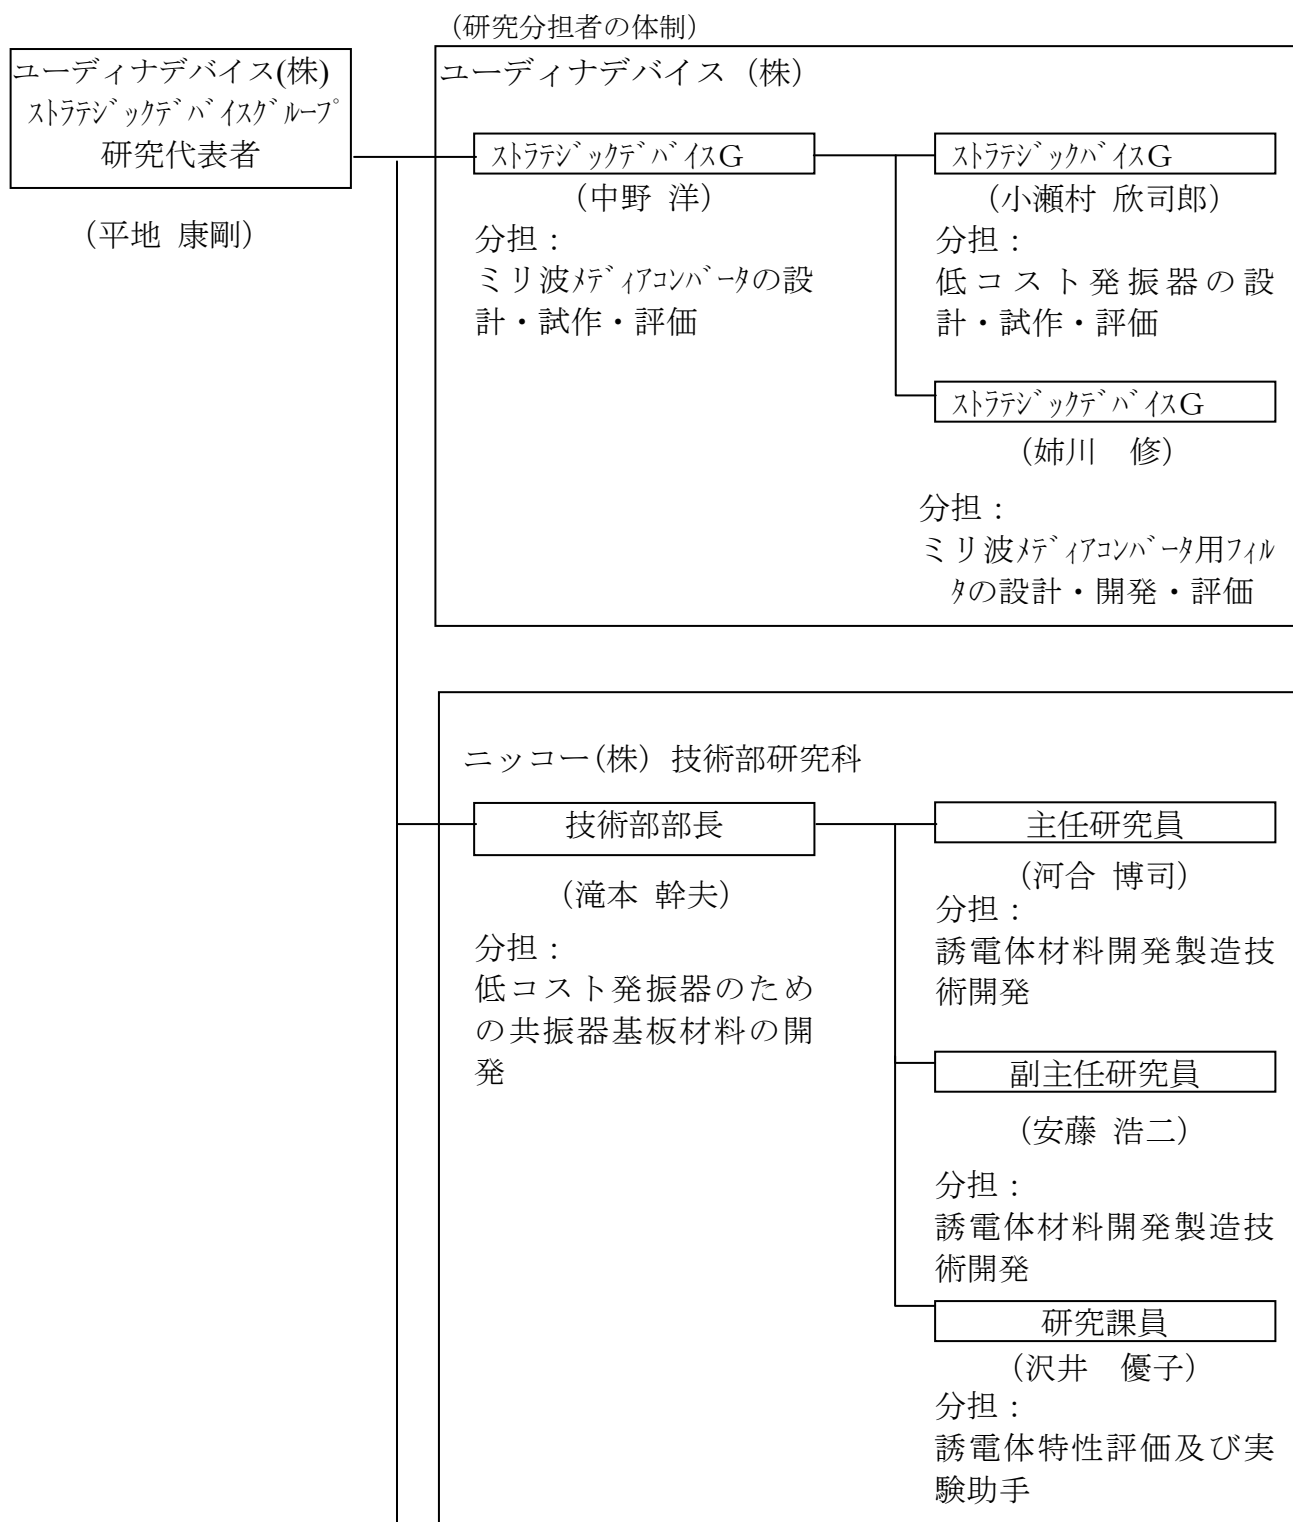 (研究分担者の体制)
ユーディナデバイス(株)
ストラテジックデバイスグループ
研究代表者
(平地 康剛)
ユーディナデバイス (株)
ストラテジックデバイスG
(中野 洋)
分担：
ミリ波メディアコンバータの設
計・試作・評価
ストラテジックバイスG
(小瀬村 欣司郎)
分担：
低コスト発振器の設
計・試作・評価
ストラテジックデバイスG
(姉川 修)
分担：
ミリ波メディアコンバータ用フィル
タの設計・開発・評価
ニッコー(株) 技術部研究科
技術部部長
(滝本 幹夫)
分担：
低コスト発振器のため
の共振器基板材料の開
発
主任研究員
(河合 博司)
分担：
誘電体材料開発製造技
術開発
副主任研究員
(安藤 浩二)
分担：
誘電体材料開発製造技
術開発
研究課員
(沢井 優子)
分担：
誘電体特性評価及び実
験助手